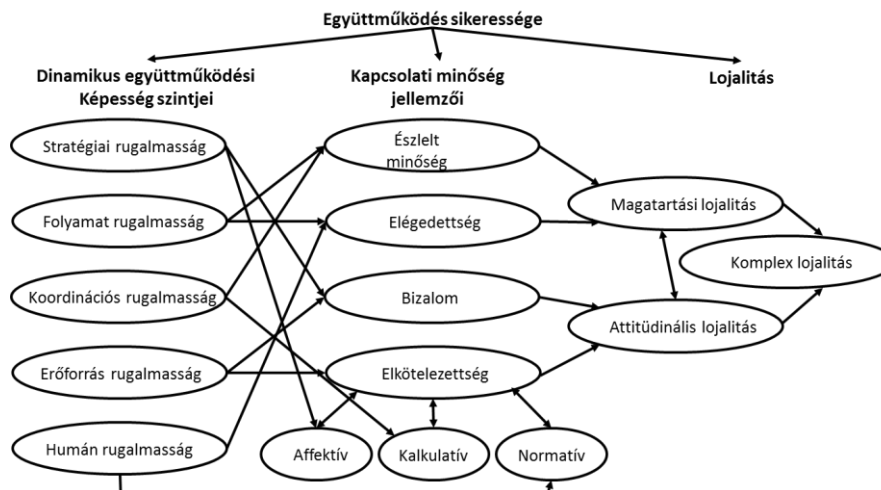 Együttműködés sikeressége
Dinamikus együttműködési
Képesség szintjei
Kapcsolati minőség
jellemzői
Lojalitás
Stratégiai rugalmasság
Észlelt
minőség
Folyamat rugalmasság
Elégedettség
Magatartási lojalitás
Komplex lojalitás
Koordinációs rugalmasság
Bizalom
Attitüdinális lojalitás
Erőforrás rugalmasság
Elkötelezettség
Humán rugalmasság
Affektív
Kalkulatív
Normatív